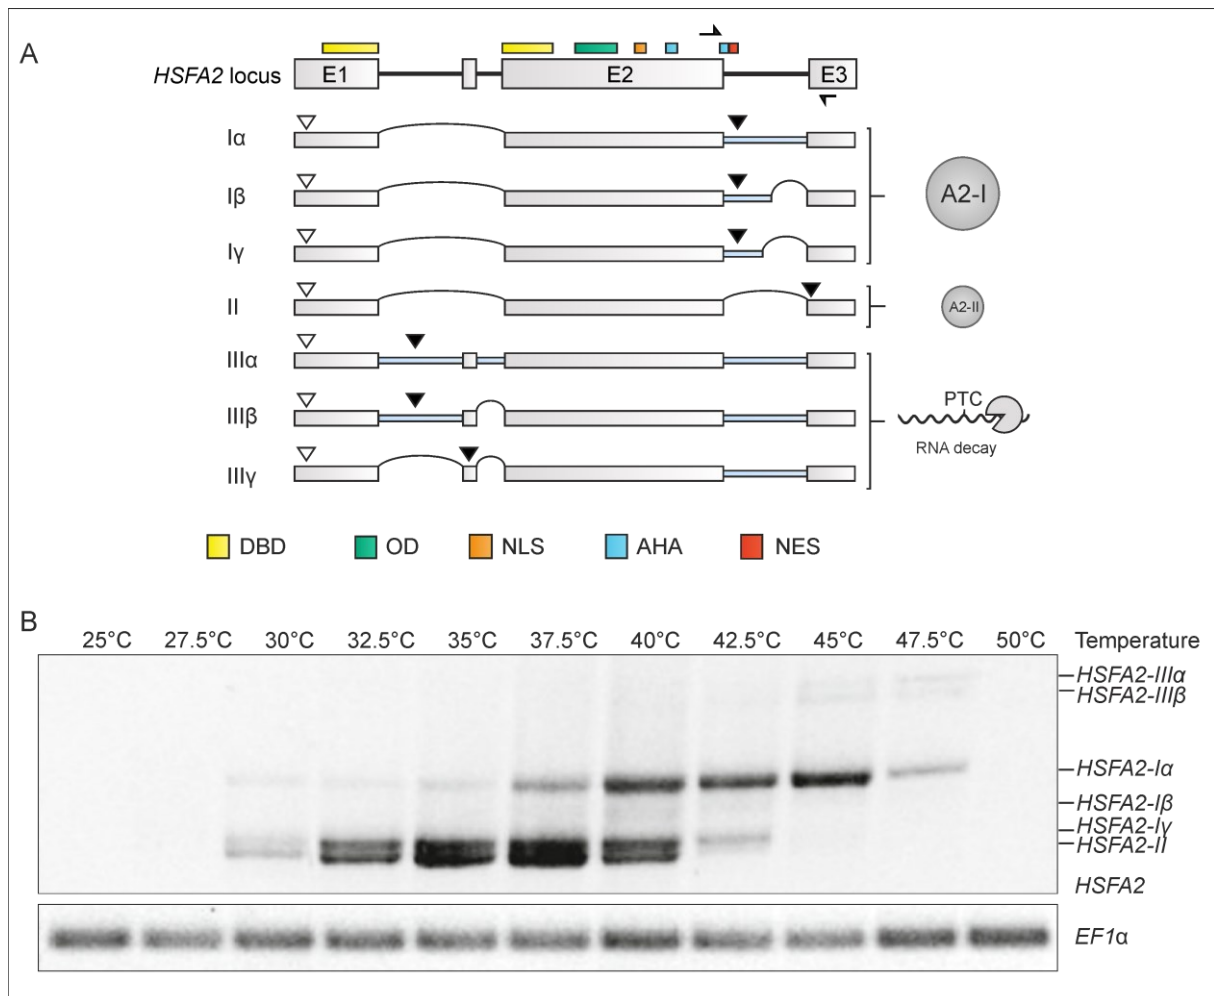 A
HSFA2 locus E1 E2 E3
Iα
Iβ
A2-I
Iγ
II
A2-II
IIIα
IIIβ
PTC
RNA decay
IIIγ
DBD OD NLS AHA NES
B
25°C 27.5°C 30°C 32.5°C 35°C 37.5°C 40°C 42.5°C 45°C 47.5°C 50°C Temperature
HSFA2-IIIα
HSFA2-IIIβ
HSFA2-Iα
HSFA2-Iβ
HSFA2-Iγ
HSFA2-II
HSFA2
EF1α